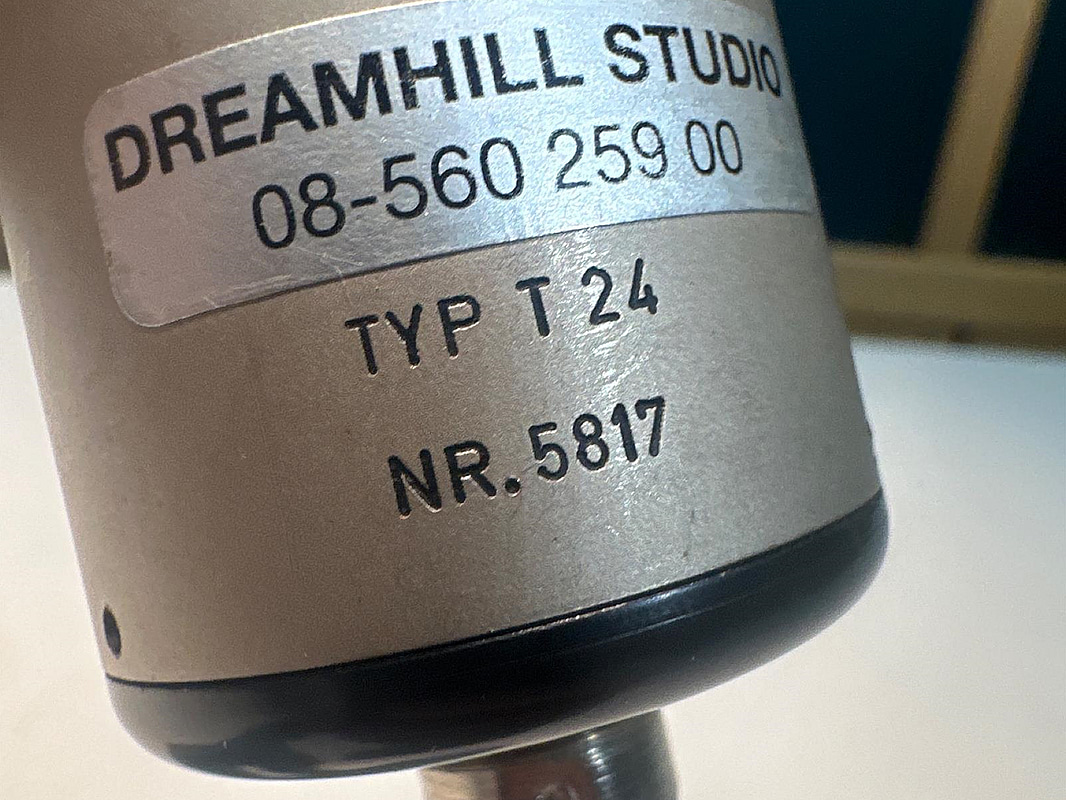 DREAMHILL STUDIO
08-560 259 00
TYP T 24
NR. 5817